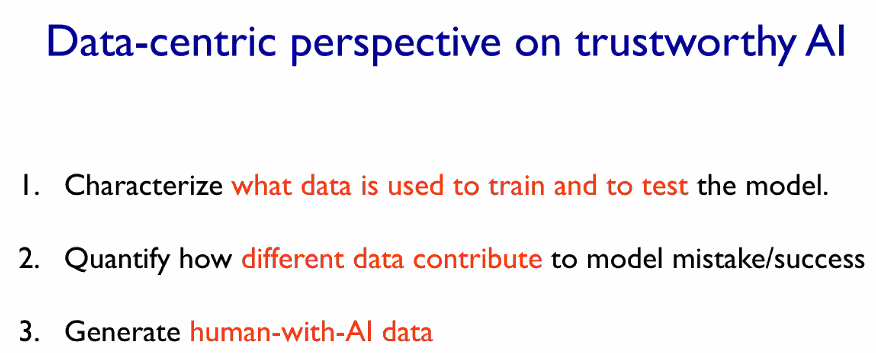 Data-centric perspective on trustworthy AI
1. Characterize what data is used to train and to test the model.
2. Quantify how different data contribute to model mistake/success
3. Generate human-with-AI data